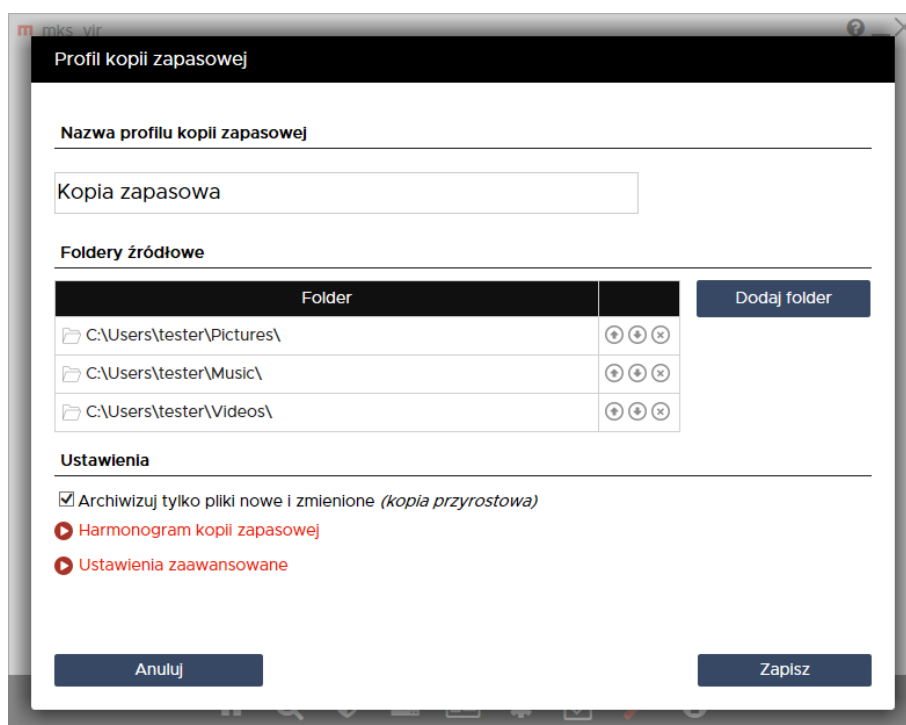 mks_vir
Profil kopii zapasowej
Nazwa profilu kopii zapasowej
Kopia zapasowa
Foldery źródłowe
Folder
Dodaj folder
C:\Users\tester\Pictures\
C:\Users\tester\Music\
C:\Users\tester\Videos\
Ustawienia
Archiwizuj tylko pliki nowe i zmienione (kopia przyrostowa)
Harmonogram kopii zapasowej
Ustawienia zaawansowane
Anuluj
Zapisz